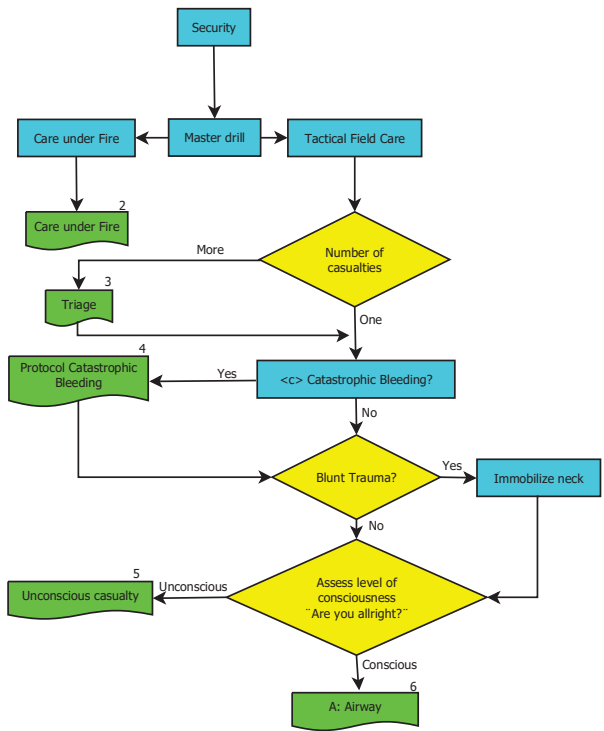 Security
Care under Fire
Master drill
Tactical Field Care
2
Care under Fire
Number of
casualties
More
3
Triage
One
4
Protocol Catastrophic
Bleeding
Yes
<c> Catastrophic Bleeding?
No
Blunt Trauma?
Yes
Immobilize neck
No
5
Unconscious casualty
Unconscious
Assess level of
consciousness
¨Are you allright?¨
Conscious
6
A: Airway